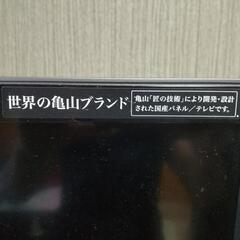 世界の亀山ブランド
亀山「匠の技術」により開発・設計
された国産パネル／テレビです。